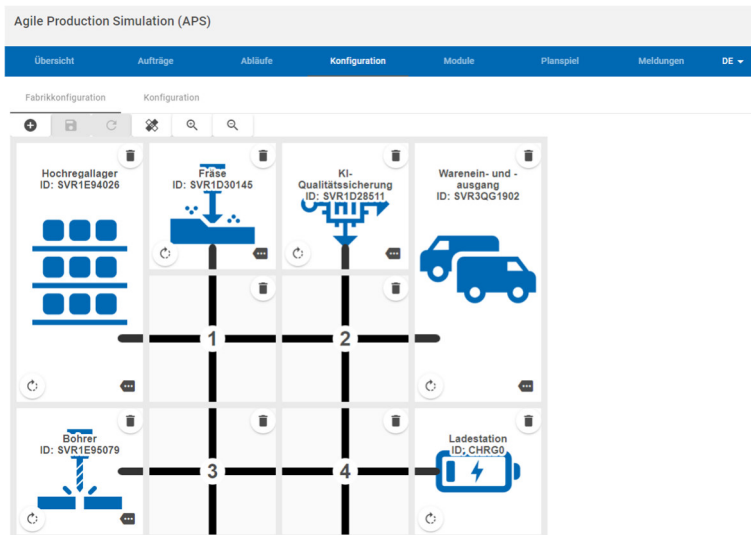 Agile Production Simulation (APS)
Übersicht Aufträge Abläufe Konfiguration Module Planspiel Meldungen DE
Fabrikkonfiguration Konfiguration
Hochregallager
ID: SVR1E94026
Fräse
ID: SVR1D30145
KI-
Qualitätssicherung
ID: SVR1D28511
Warenein- und -
ausgang
ID: SVR3QG1902
1
2
Bohrer
ID: SVR1E95079
3
4
Ladestation
ID: CHRG0